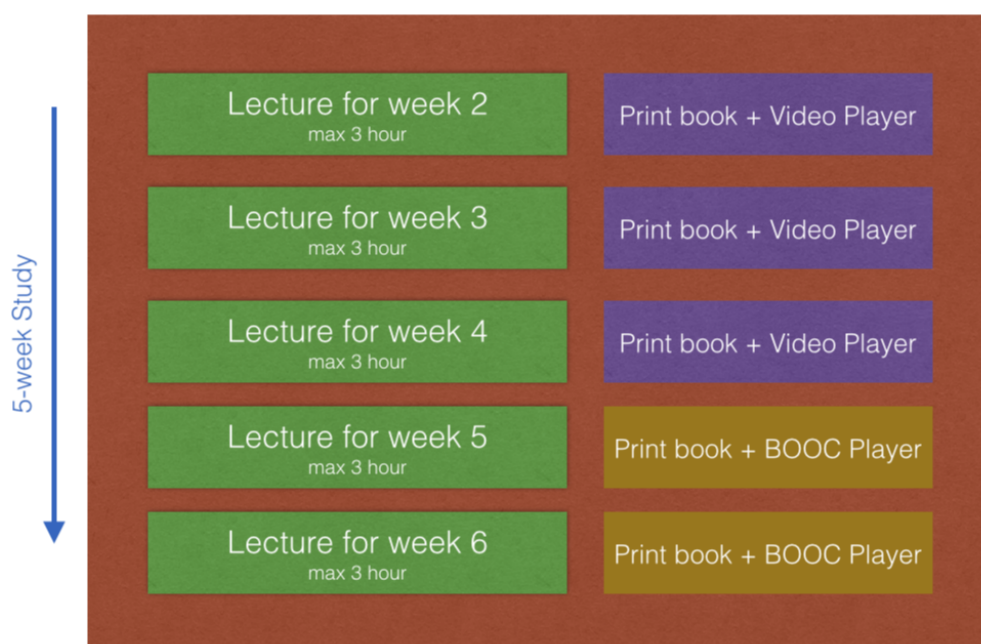 Lecture for week 2
max 3 hour
Print book + Video Player
Lecture for week 3
max 3 hour
Print book + Video Player
Lecture for week 4
max 3 hour
Print book + Video Player
Lecture for week 5
max 3 hour
Print book + BOOC Player
Lecture for week 6
max 3 hour
Print book + BOOC Player
5-week Study